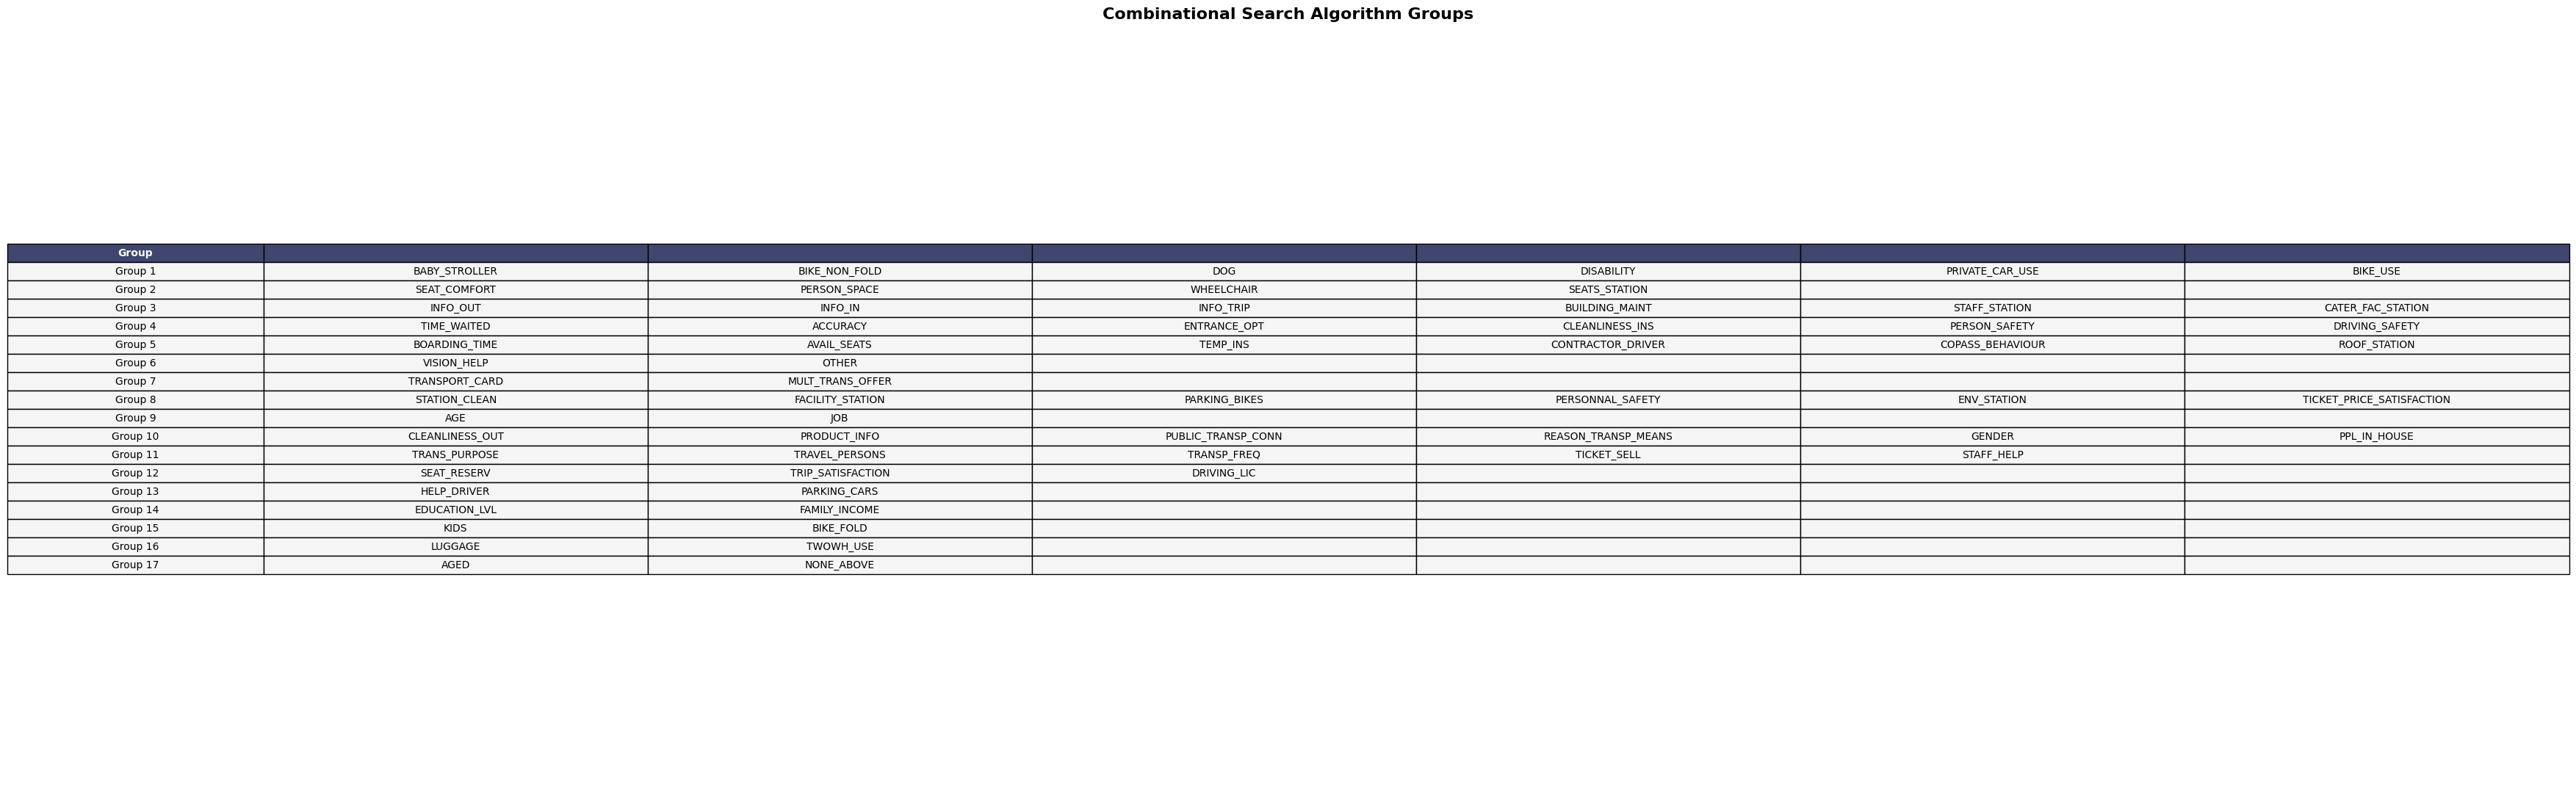 Combinational Search Algorithm Groups
Group
Group 1 BABY_STROLLER BIKE_NON_FOLD DOG DISABILITY PRIVATE_CAR_USE BIKE_USE
Group 2 SEAT_COMFORT PERSON_SPACE WHEELCHAIR SEATS_STATION
Group 3 INFO_OUT INFO_IN INFO_TRIP BUILDING_MAINT STAFF_STATION CATER_FAC_STATION
Group 4 TIME_WAITED ACCURACY ENTRANCE_OPT CLEANLINESS_INS PERSON_SAFETY DRIVING_SAFETY
Group 5 BOARDING_TIME AVAIL_SEATS TEMP_INS CONTRACTOR_DRIVER COPASS_BEHAVIOUR ROOF_STATION
Group 6 VISION_HELP OTHER
Group 7 TRANSPORT_CARD MULT_TRANS_OFFER
Group 8 STATION_CLEAN FACILITY_STATION PARKING_BIKES PERSONNAL_SAFETY ENV_STATION TICKET_PRICE_SATISFACTION
Group 9 AGE JOB
Group 10 CLEANLINESS_OUT PRODUCT_INFO PUBLIC_TRANSP_CONN REASON_TRANSP_MEANS GENDER PPL_IN_HOUSE
Group 11 TRANS_PURPOSE TRAVEL_PERSONS TRANSP_FREQ TICKET_SELL STAFF_HELP
Group 12 SEAT_RESERV TRIP_SATISFACTION DRIVING_LIC
Group 13 HELP_DRIVER PARKING_CARS
Group 14 EDUCATION_LVL FAMILY_INCOME
Group 15 KIDS BIKE_FOLD
Group 16 LUGGAGE TWOWH_USE
Group 17 AGED NONE_ABOVE